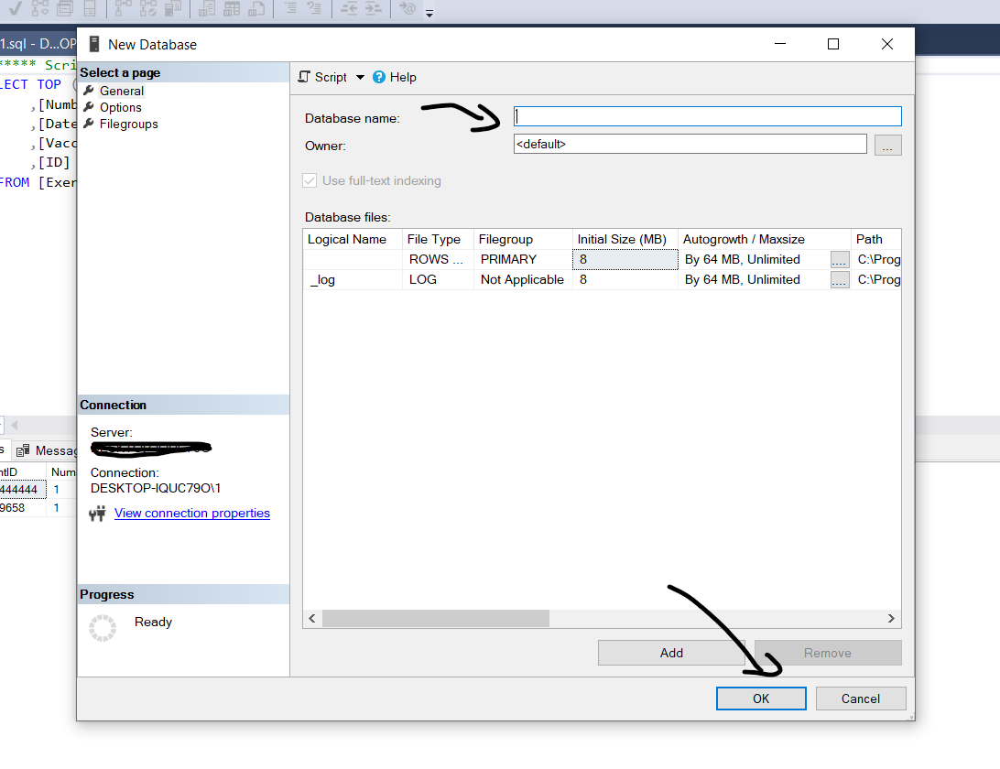 1.sql - D...OP
New Database
***** Scri
LECT TOP (
,[Numb
,[Date
,[Vacc
,[ID]
FROM [Exer
Select a page
General
Options
Filegroups
Script
Help
Database name:
Owner:
<default>
...
Use full-text indexing
Database files:
Logical Name File Type Filegroup Initial Size (MB) Autogrowth / Maxsize Path
ROWS ... PRIMARY 8 By 64 MB, Unlimited .... C:\Prog
_log LOG Not Applicable 8 By 64 MB, Unlimited .... C:\Prog
Connection
Server:
Connection:
DESKTOP-IQUC79O\1
View connection properties
s Messag
ntID Num
444444 1
9658 1
Progress
Ready
Add
Remove
OK
Cancel